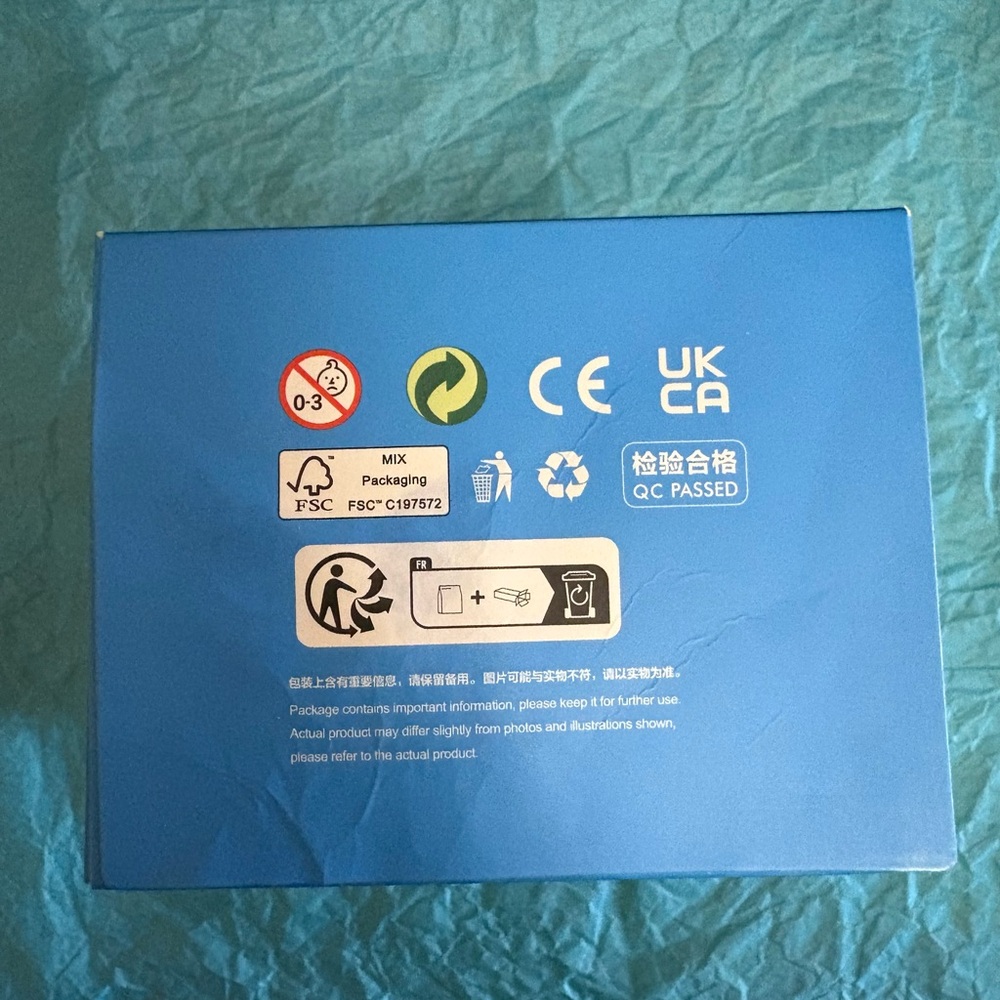 0-3
CE
UK
CA
FSC™
MIX
Packaging
FSC™ C197572
检验合格
QC PASSED
FR
包装上含有重要信息，请保留备用。图片可能与实物不符，请以实物为准。
Package contains important information, please keep it for further use.
Actual product may differ slightly from photos and illustrations shown,
please refer to the actual product.